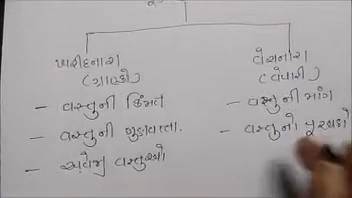 ખરીદનારા
(ગ્રાહકો)
- વસ્તુની કિંમત
- વસ્તુની ગુણવત્તા.
- અવેજી વસ્તુઓ
વેચનારા
(વેપારી)
- વસ્તુની માંગ
- વસ્તુનો પૂરવઠો